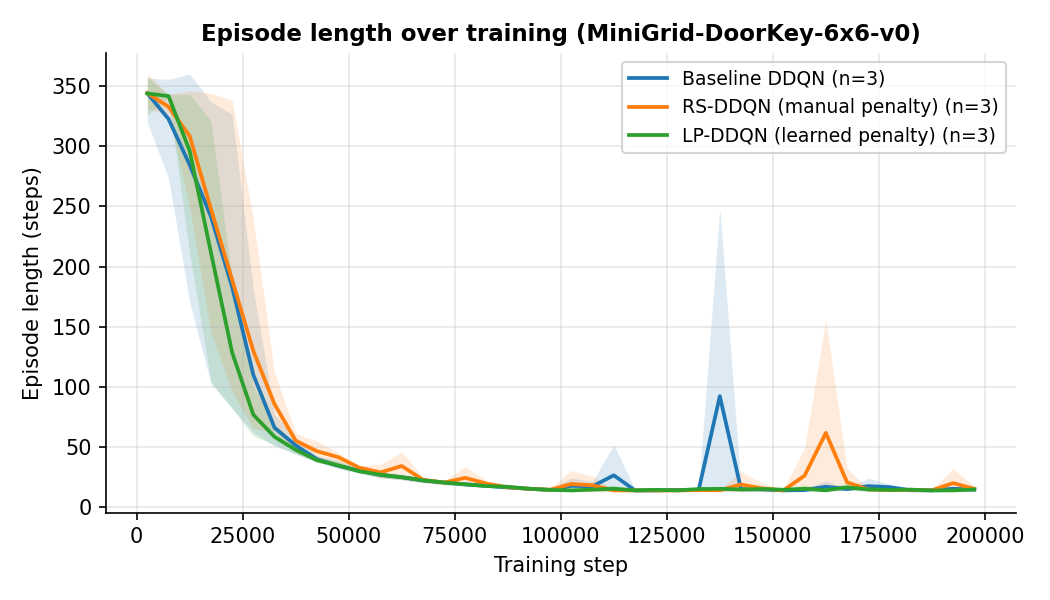 Episode length over training (MiniGrid-DoorKey-6x6-v0)
Baseline DDQN (n=3)
RS-DDQN (manual penalty) (n=3)
LP-DDQN (learned penalty) (n=3)
Episode length (steps)
350
300
250
200
150
100
50
0
0 25000 50000 75000 100000 125000 150000 175000 200000
Training step